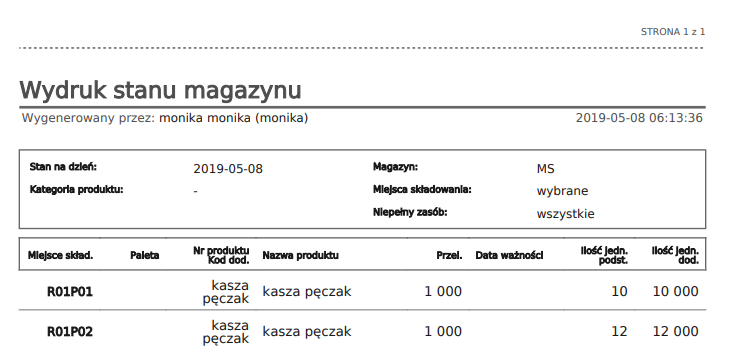 STRONA 1 z 1
Wydruk stanu magazynu
Wygenerowany przez: monika monika (monika) 2019-05-08 06:13:36
Stan na dzień: 2019-05-08 Magazyn: MS
Kategoria produktu: - Miejsca składowania: wybrane
Niepełny zasób: wszystkie
Miejsce skład. Paleta Nr produktu Kod dod. Nazwa produktu Przel. Data ważności Ilość jedn. podst. Ilość jedn. dod.
R01P01 kasza pęczak kasza pęczak 1 000 10 10 000
R01P02 kasza pęczak kasza pęczak 1 000 12 12 000